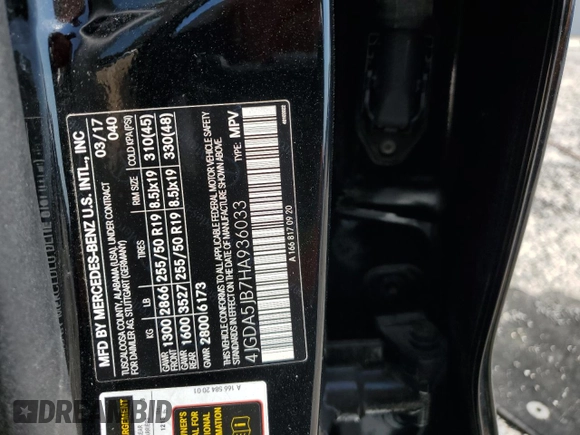 MFD BY MERCEDES-BENZ U.S. INTL., INC
TUSCALOOSA COUNTY, ALABAMA (USA), UNDER CONTRACT
FOR DAIMLER AG, STUTTGART (GERMANY)
03/17
040
KG LB TIRES RIM SIZE COLD KPA(PSI)
GAWR FRONT 1300 2866 255/50 R19 8.5Jx19 310(45)
GAWR REAR 1600 3527 255/50 R19 8.5Jx19 330(48)
GVWR 2800 6173
THIS VEHICLE CONFORMS TO ALL APPLICABLE FEDERAL MOTOR VEHICLE SAFETY
STANDARDS IN EFFECT ON THE DATE OF MANUFACTURE SHOWN ABOVE.
4JGDA5JB7HA936033 TYPE: MPV
A 166 817 09 20
A 166 584 20 01
DREAMBID